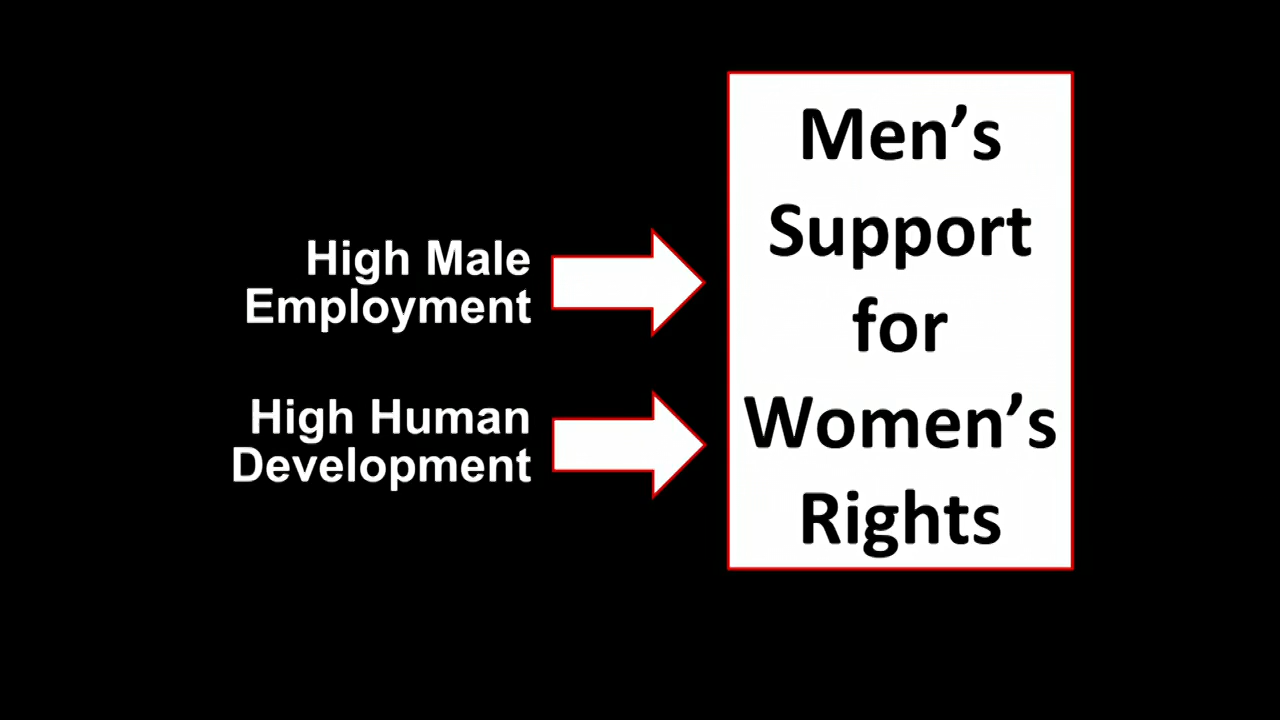 High Male
Employment
High Human
Development
Men’s
Support
for
Women’s
Rights